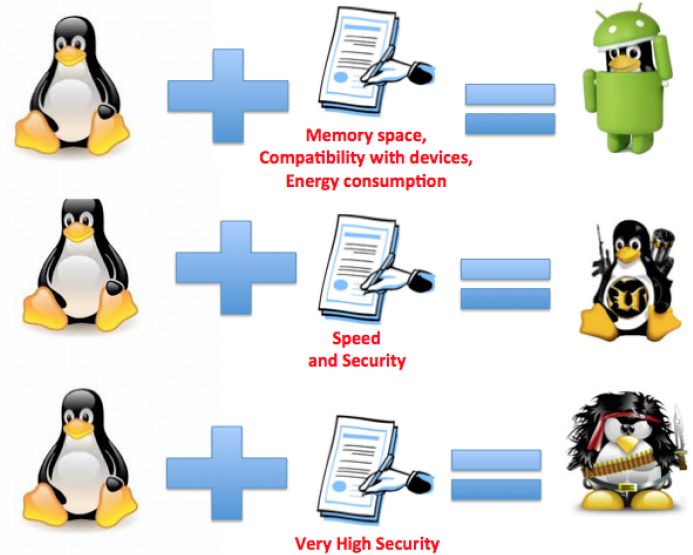 Memory space,
Compatibility with devices,
Energy consumption
Speed
and Security
Very High Security